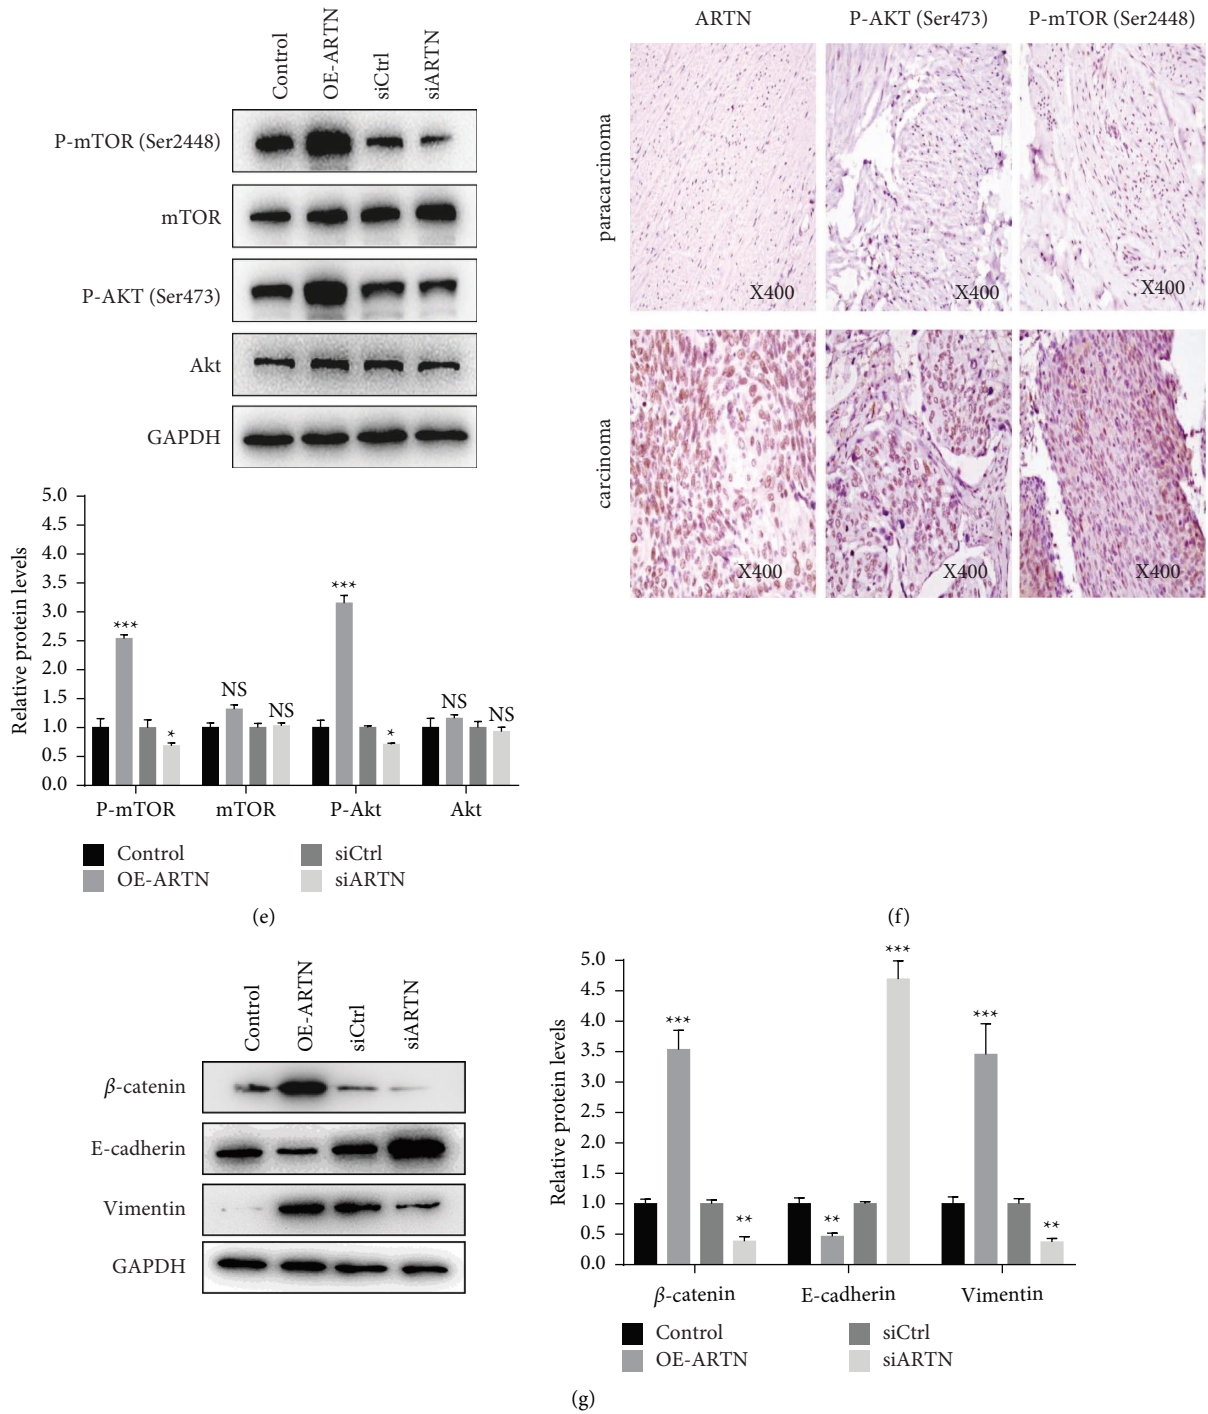 Control
OE-ARTN
siCtrl
siARTN
P-mTOR (Ser2448)
mTOR
P-AKT (Ser473)
Akt
GAPDH
Relative protein levels
5.0
4.5
4.0
3.5
3.0
2.5
2.0
1.5
1.0
0.5
0.0
***
*
NS
NS
***
*
NS
NS
P-mTOR
mTOR
P-Akt
Akt
Control
OE-ARTN
siCtrl
siARTN
(e)
ARTN
P-AKT (Ser473)
P-mTOR (Ser2448)
paracarcinoma
X400
X400
X400
carcinoma
X400
X400
X400
(f)
Control
OE-ARTN
siCtrl
siARTN
β-catenin
E-cadherin
Vimentin
GAPDH
Relative protein levels
5.0
4.5
4.0
3.5
3.0
2.5
2.0
1.5
1.0
0.5
0.0
***
**
**
***
***
**
β-catenin
E-cadherin
Vimentin
Control
OE-ARTN
siCtrl
siARTN
(g)